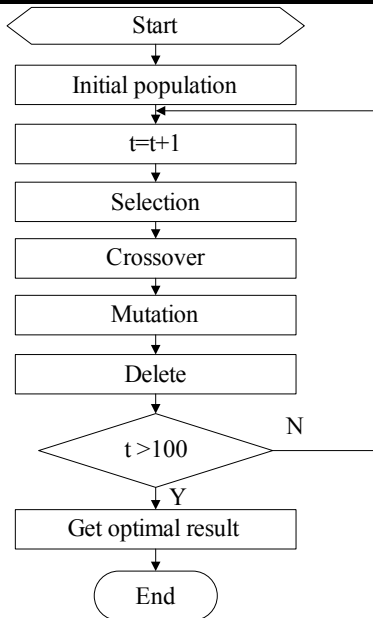 Start
Initial population
t=t+1
Selection
Crossover
Mutation
Delete
t >100
N
Y
Get optimal result
End